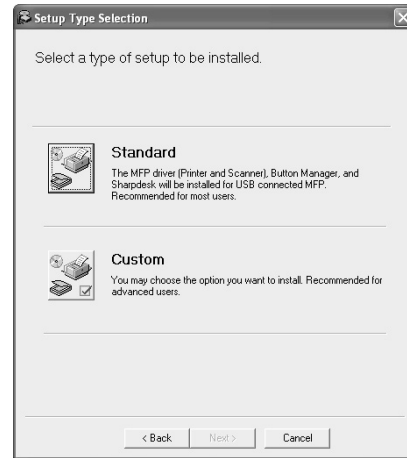 Setup Type Selection
Select a type of setup to be installed.
Standard
The MFP driver (Printer and Scanner), Button Manager, and
Sharpdesk will be installed for USB connected MFP.
Recommended for most users.
Custom
You may choose the option you want to install. Recommended for
advanced users.
< Back Next > Cancel